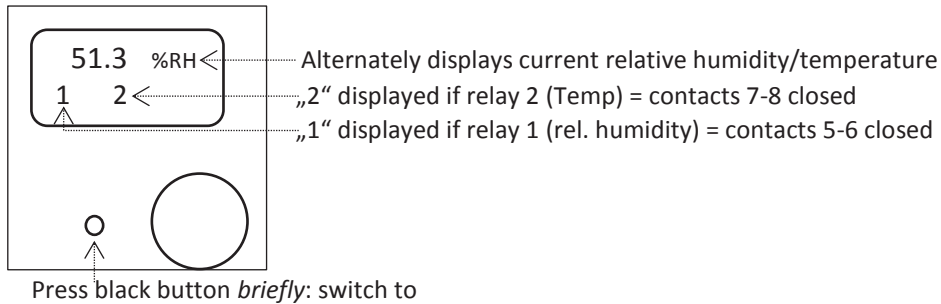 51.3 %RH Alternately displays current relative humidity/temperature
1 2 „2“ displayed if relay 2 (Temp) = contacts 7-8 closed
„1“ displayed if relay 1 (rel. humidity) = contacts 5-6 closed
Press black button briefly: switch to